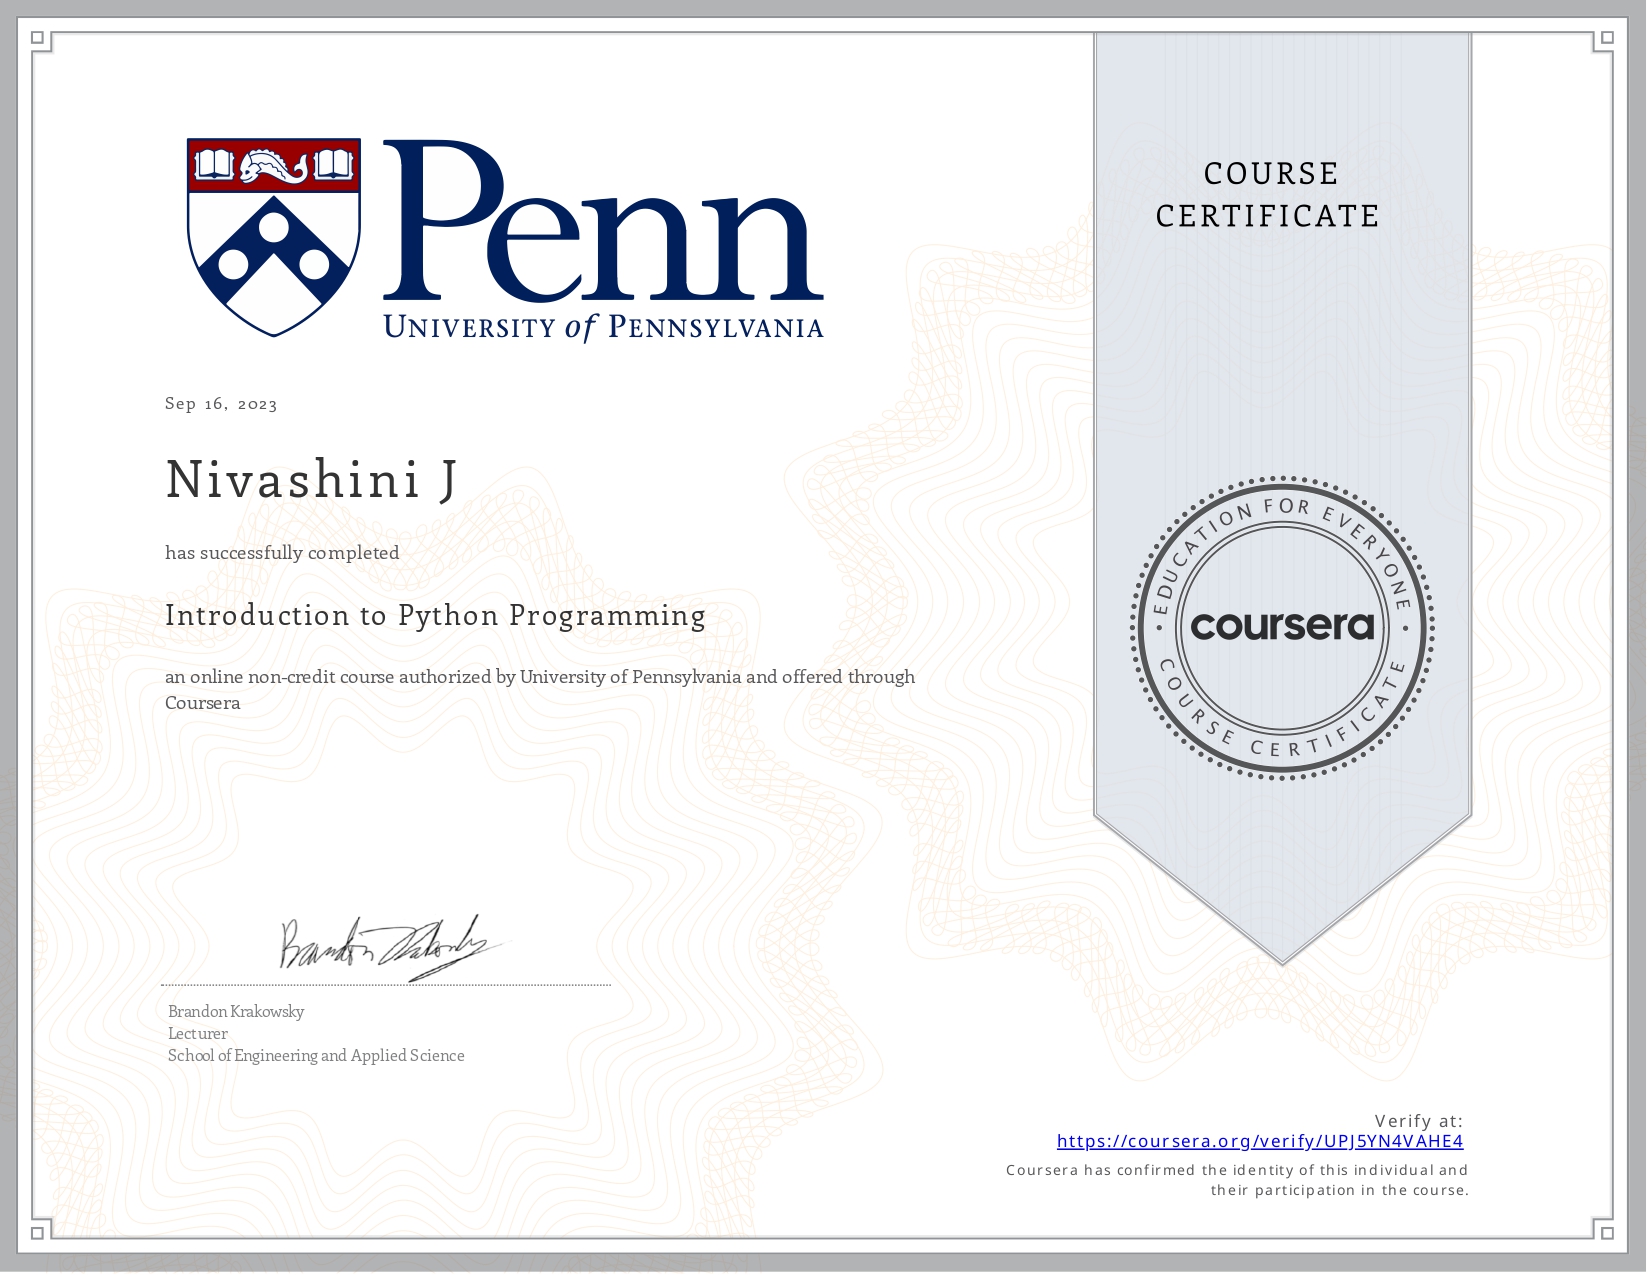 Penn
UNIVERSITY of PENNSYLVANIA
COURSE
CERTIFICATE
Sep 16, 2023
Nivashini J
has successfully completed
Introduction to Python Programming
an online non-credit course authorized by University of Pennsylvania and offered through
Coursera
EDUCATION FOR EVERYONE
coursera
COURSE CERTIFICATE
Brandon Krakowsky
Brandon Krakowsky
Lecturer
School of Engineering and Applied Science
Verify at:
https://coursera.org/verify/UPJ5YN4VAHE4
Coursera has confirmed the identity of this individual and
their participation in the course.